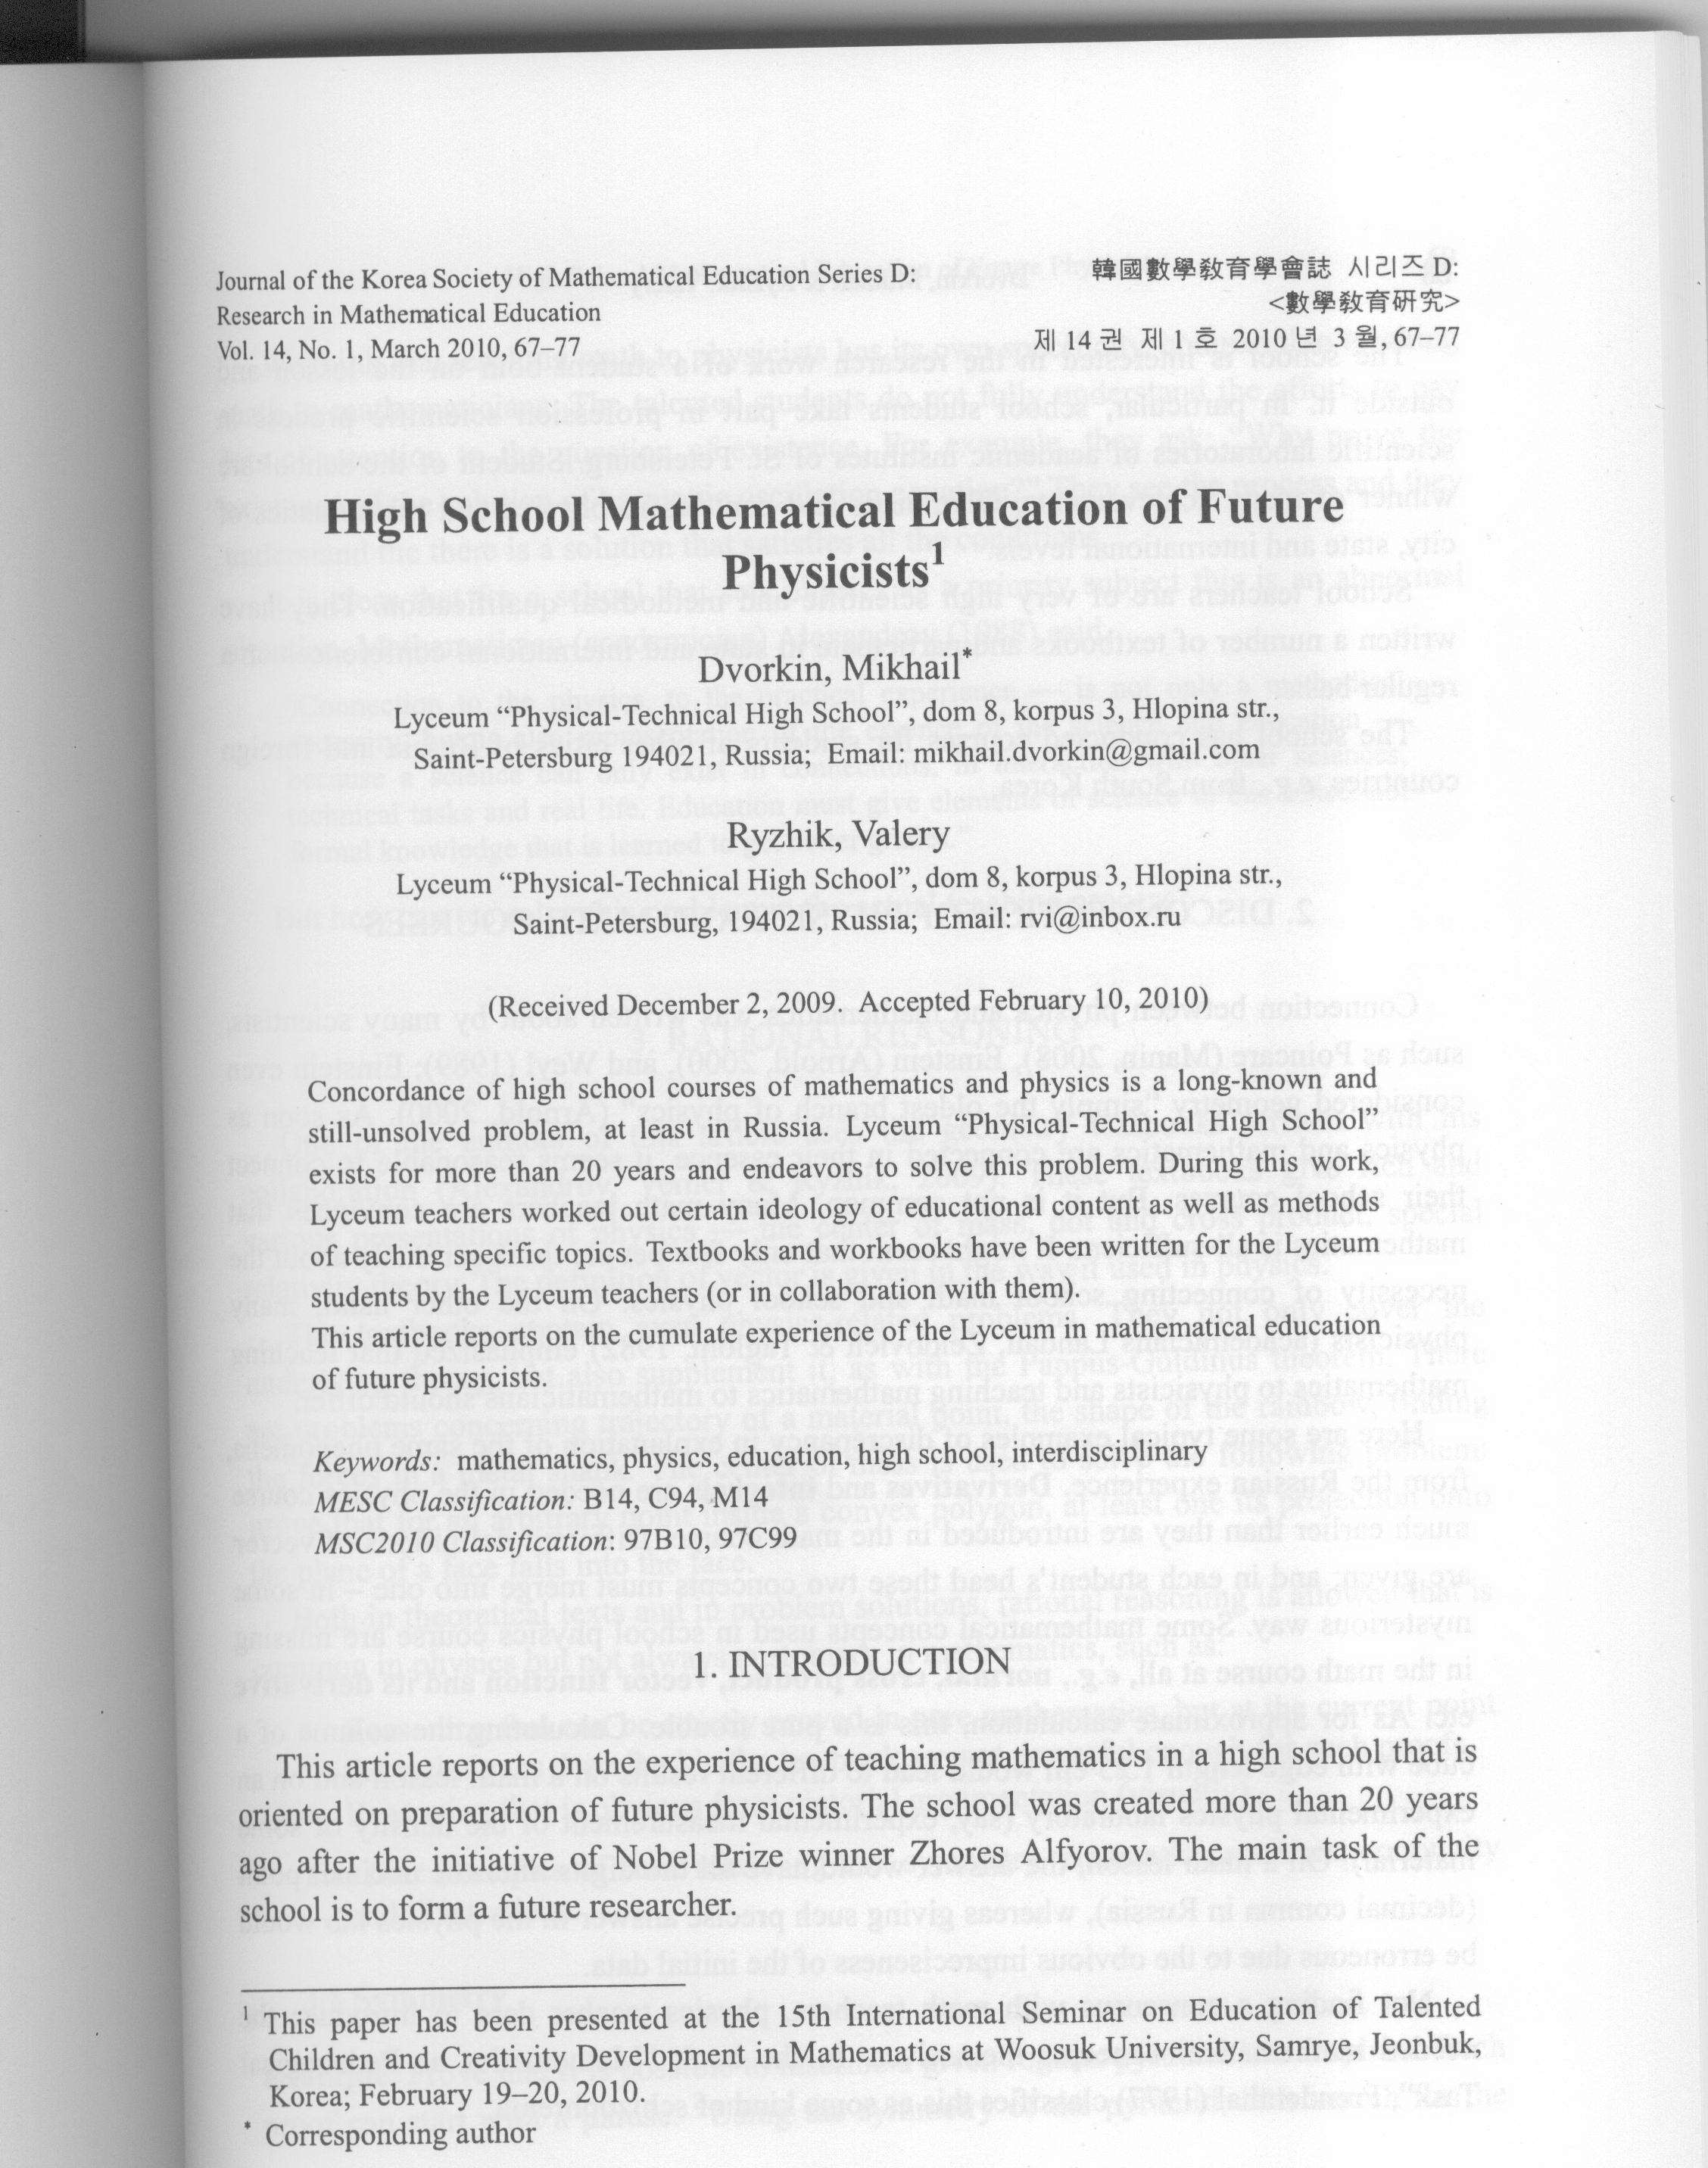 Journal of the Korea Society of Mathematical Education Series D:
Research in Mathematical Education
Vol. 14, No. 1, March 2010, 67–77
韓國數學敎育學會誌 시리즈 D:
<數學敎育硏究>
제 14 권 제 1 호 2010 년 3 월, 67–77
High School Mathematical Education of Future
Physicists¹
Dvorkin, Mikhail*
Lyceum “Physical-Technical High School”, dom 8, korpus 3, Hlopina str.,
Saint-Petersburg 194021, Russia; Email: mikhail.dvorkin@gmail.com
Ryzhik, Valery
Lyceum “Physical-Technical High School”, dom 8, korpus 3, Hlopina str.,
Saint-Petersburg, 194021, Russia; Email: rvi@inbox.ru
(Received December 2, 2009. Accepted February 10, 2010)
Concordance of high school courses of mathematics and physics is a long-known and
still-unsolved problem, at least in Russia. Lyceum “Physical-Technical High School”
exists for more than 20 years and endeavors to solve this problem. During this work,
Lyceum teachers worked out certain ideology of educational content as well as methods
of teaching specific topics. Textbooks and workbooks have been written for the Lyceum
students by the Lyceum teachers (or in collaboration with them).
This article reports on the cumulate experience of the Lyceum in mathematical education
of future physicists.
Keywords: mathematics, physics, education, high school, interdisciplinary
MESC Classification: B14, C94, M14
MSC2010 Classification: 97B10, 97C99
1. INTRODUCTION
This article reports on the experience of teaching mathematics in a high school that is
oriented on preparation of future physicists. The school was created more than 20 years
ago after the initiative of Nobel Prize winner Zhores Alfyorov. The main task of the
school is to form a future researcher.
¹ This paper has been presented at the 15th International Seminar on Education of Talented
Children and Creativity Development in Mathematics at Woosuk University, Samrye, Jeonbuk,
Korea; February 19–20, 2010.
* Corresponding author